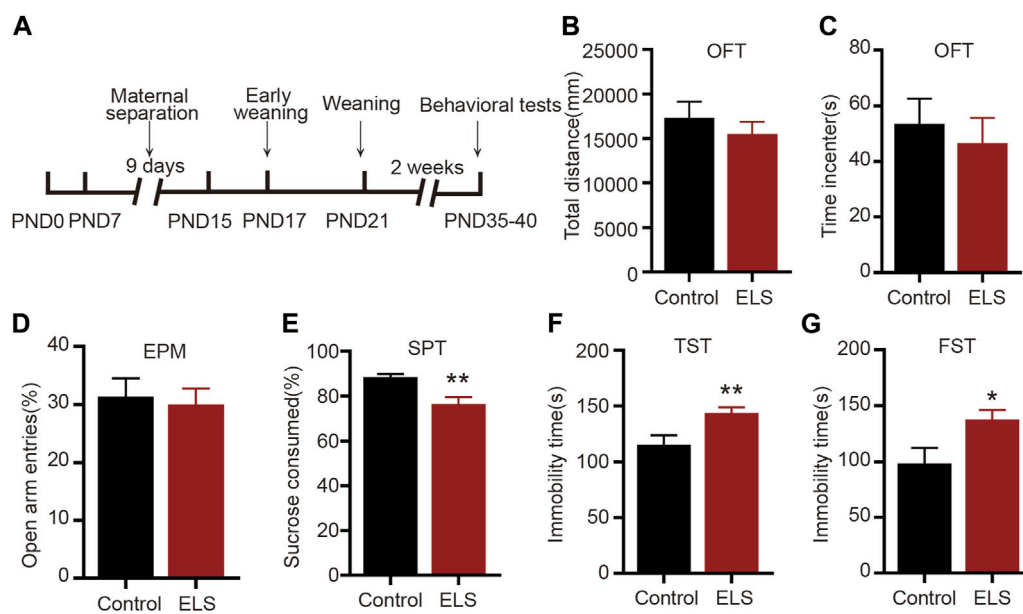 A
Maternal
separation
Early
weaning
Weaning
Behavioral tests
9 days
2 weeks
PND0
PND7
PND15
PND17
PND21
PND35-40
B
OFT
Total distance(mm)
25000
20000
15000
10000
5000
0
Control
ELS
C
OFT
Time incenter(s)
80
60
40
20
0
Control
ELS
D
EPM
Open arm entries(%)
40
30
20
10
0
Control
ELS
E
SPT
Sucrose consumed(%)
100
80
60
40
20
0
**
Control
ELS
F
TST
Immobility time(s)
200
150
100
50
0
**
Control
ELS
G
FST
Immobility time(s)
200
150
100
50
0
*
Control
ELS